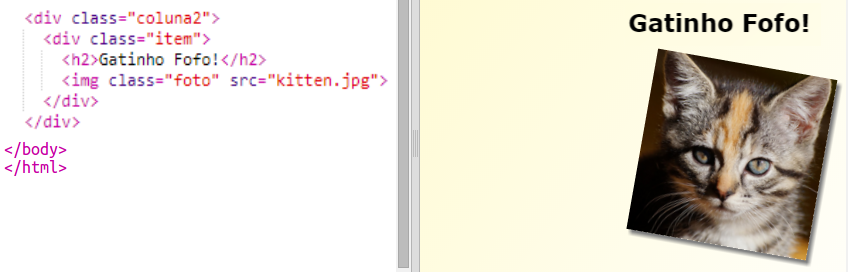 <div class="coluna2">
<div class="item">
<h2>Gatinho Fofo!</h2>
<img class="foto" src="kitten.jpg">
</div>
</div>
</body>
</html>
Gatinho Fofo!